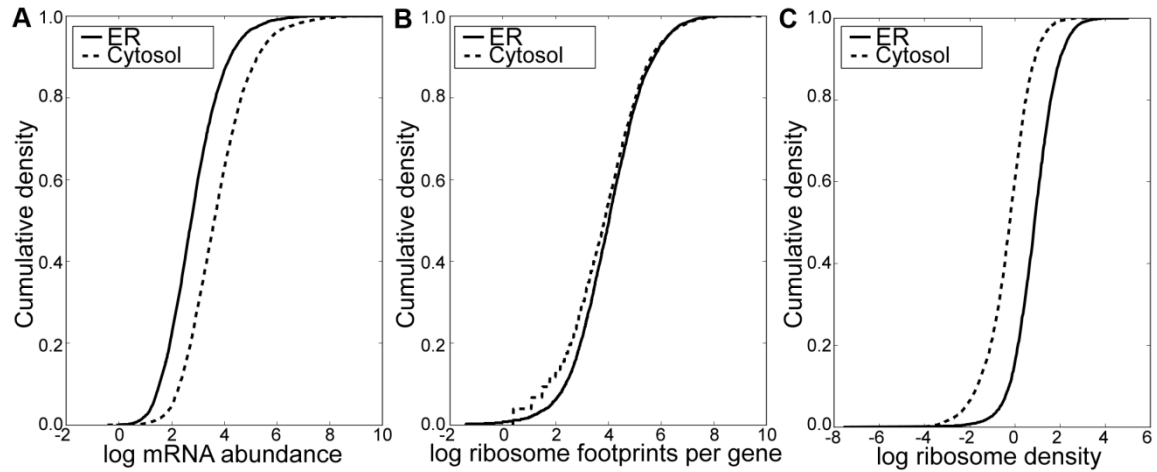 A
1.0
0.8
0.6
0.4
0.2
0.0
Cumulative density
ER
Cytosol
-2 0 2 4 6 8 10
log mRNA abundance
B
1.0
0.8
0.6
0.4
0.2
0.0
Cumulative density
ER
Cytosol
-2 0 2 4 6 8 10
log ribosome footprints per gene
C
1.0
0.8
0.6
0.4
0.2
0.0
Cumulative density
ER
Cytosol
-8 -6 -4 -2 0 2 4 6
log ribosome density